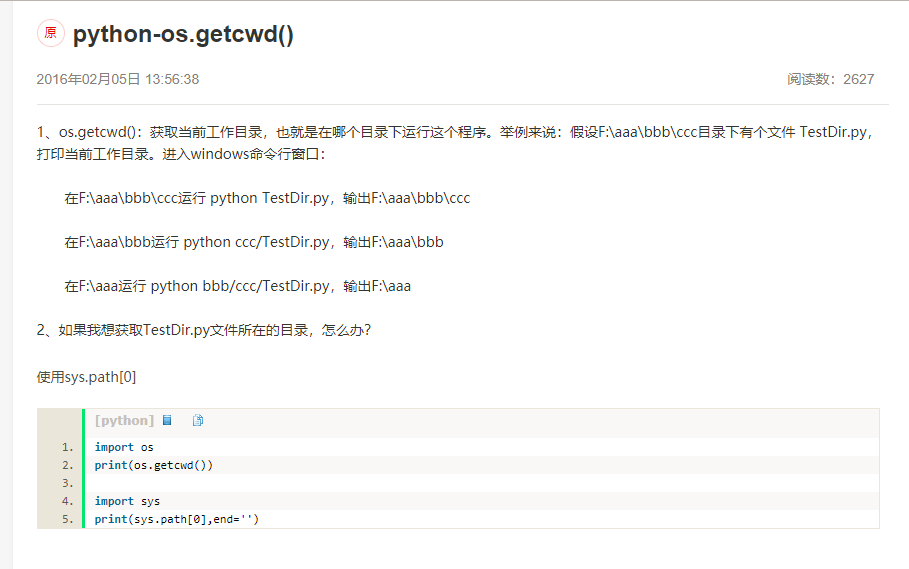 原 python-os.getcwd()
2016年02月05日 13:56:38 阅读数：2627
1、os.getcwd()：获取当前工作目录，也就是在哪个目录下运行这个程序。举例来说：假设F:\aaa\bbb\ccc目录下有个文件 TestDir.py，
打印当前工作目录。进入windows命令行窗口：
在F:\aaa\bbb\ccc运行 python TestDir.py，输出F:\aaa\bbb\ccc
在F:\aaa\bbb运行 python ccc/TestDir.py，输出F:\aaa\bbb
在F:\aaa运行 python bbb/ccc/TestDir.py，输出F:\aaa
2、如果我想获取TestDir.py文件所在的目录，怎么办？
使用sys.path[0]
[python]
1. import os
2. print(os.getcwd())
3.
4. import sys
5. print(sys.path[0],end='')